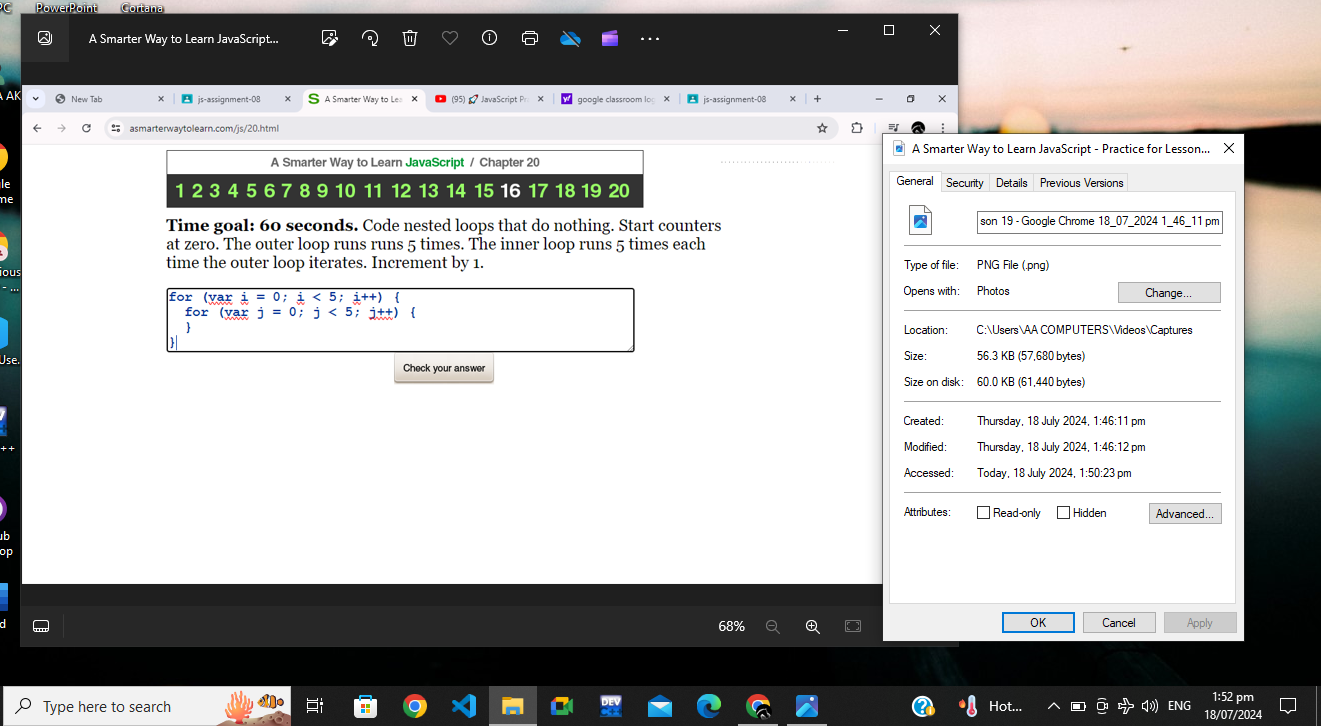 PC
PowerPoint
Cortana
A Smarter Way to Learn JavaScript...
A AK
New Tab
js-assignment-08
A Smarter Way to Lea
(95) 🚀 JavaScript Pr
google classroom log
js-assignment-08
asmarterwaytolearn.com/js/20.html
A Smarter Way to Learn JavaScript / Chapter 20
1 2 3 4 5 6 7 8 9 10 11 12 13 14 15 16 17 18 19 20
Time goal: 60 seconds. Code nested loops that do nothing. Start counters
at zero. The outer loop runs runs 5 times. The inner loop runs 5 times each
time the outer loop iterates. Increment by 1.
for (var i = 0; i < 5; i++) {
for (var j = 0; j < 5; j++) {
}
}
Check your answer
68%
A Smarter Way to Learn JavaScript - Practice for Lesson...
General
Security
Details
Previous Versions
son 19 - Google Chrome 18_07_2024 1_46_11 pm
Type of file:
PNG File (.png)
Opens with:
Photos
Change...
Location:
C:\Users\AA COMPUTERS\Videos\Captures
Size:
56.3 KB (57,680 bytes)
Size on disk:
60.0 KB (61,440 bytes)
Created:
Thursday, 18 July 2024, 1:46:11 pm
Modified:
Thursday, 18 July 2024, 1:46:12 pm
Accessed:
Today, 18 July 2024, 1:50:23 pm
Attributes:
Read-only
Hidden
Advanced...
OK
Cancel
Apply
gle
me
ious
- ...
Use.
++
ub
op
d
Type here to search
DEV
Hot...
ENG
1:52 pm
18/07/2024